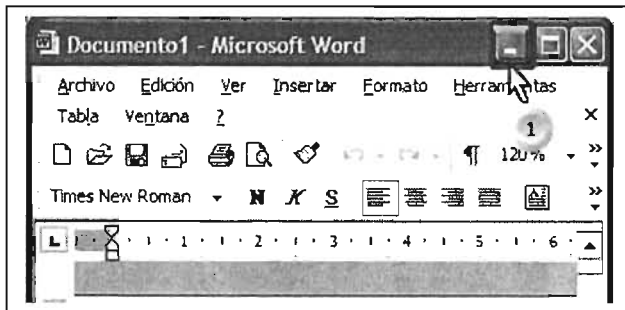 Documento1 - Microsoft Word
Archivo Edición Ver Insertar Formato Herramientas
Tabla Ventana ?
1
120%
Times New Roman N K S
L 1 2 3 4 5 6